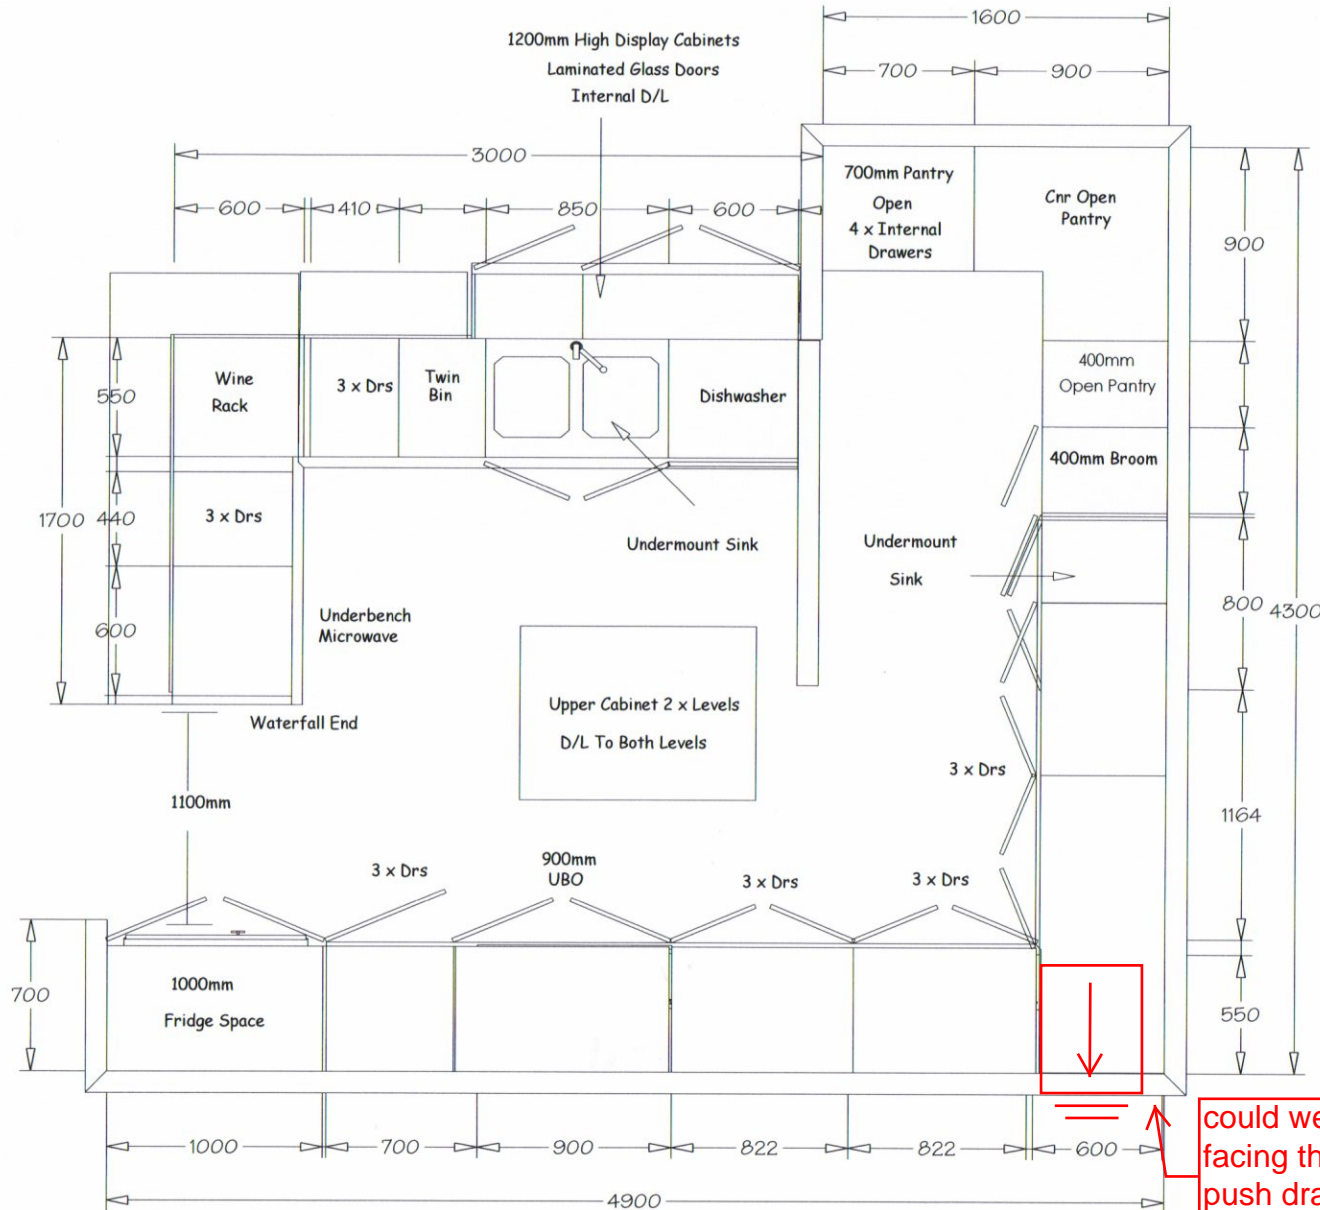 1600
1200mm High Display Cabinets
Laminated Glass Doors
Internal D/L
700
900
3000
600
410
850
600
700mm Pantry
Open
4 x Internal
Drawers
Cnr Open
Pantry
900
4300
Wine
Rack
3 x Drs
Twin
Bin
Dishwasher
400mm
Open Pantry
400mm Broom
550
1700
440
3 x Drs
Undermount Sink
Undermount
Sink
800
600
Underbench
Microwave
Upper Cabinet 2 x Levels
D/L To Both Levels
Waterfall End
3 x Drs
1100mm
1164
3 x Drs
900mm
UBO
3 x Drs
3 x Drs
700
1000mm
Fridge Space
550
1000
700
900
822
822
600
4900
could we
facing th
push dra